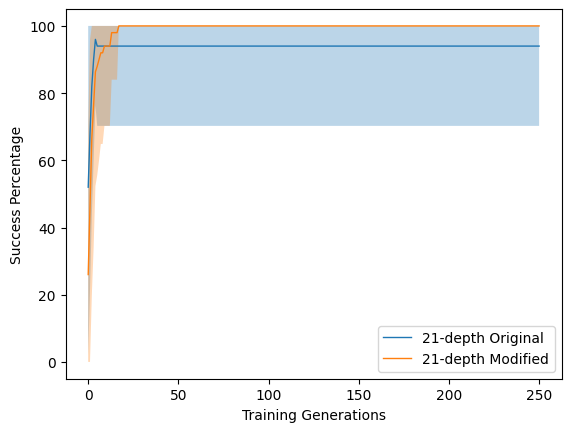 100
80
60
40
20
0
Success Percentage
0 50 100 150 200 250
Training Generations
21-depth Original
21-depth Modified